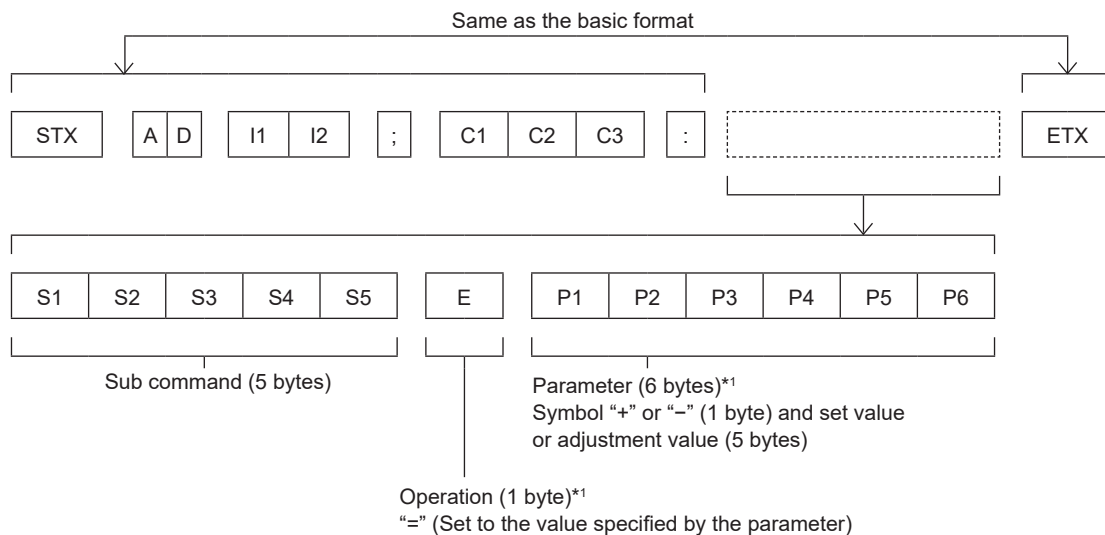 Same as the basic format
STX A D I1 I2 ; C1 C2 C3 : ETX
S1 S2 S3 S4 S5 E P1 P2 P3 P4 P5 P6
Sub command (5 bytes)
Parameter (6 bytes)*1
Symbol “+” or “−” (1 byte) and set value
or adjustment value (5 bytes)
Operation (1 byte)*1
“=” (Set to the value specified by the parameter)